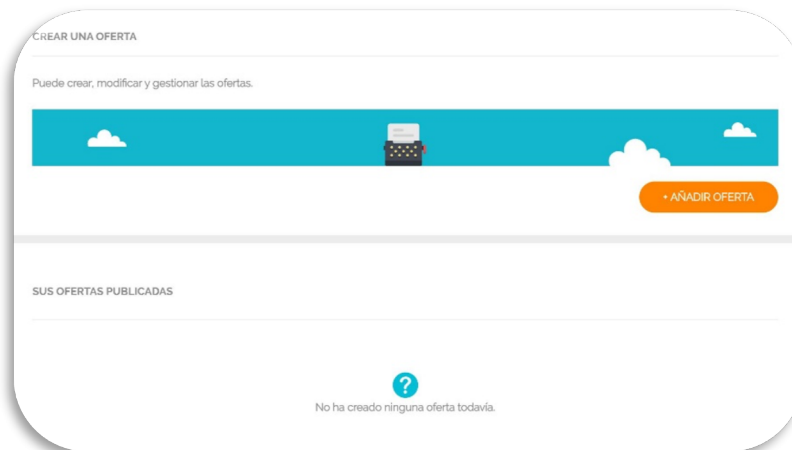 CREAR UNA OFERTA
Puede crear, modificar y gestionar las ofertas.
+ AÑADIR OFERTA
SUS OFERTAS PUBLICADAS
?
No ha creado ninguna oferta todavía.